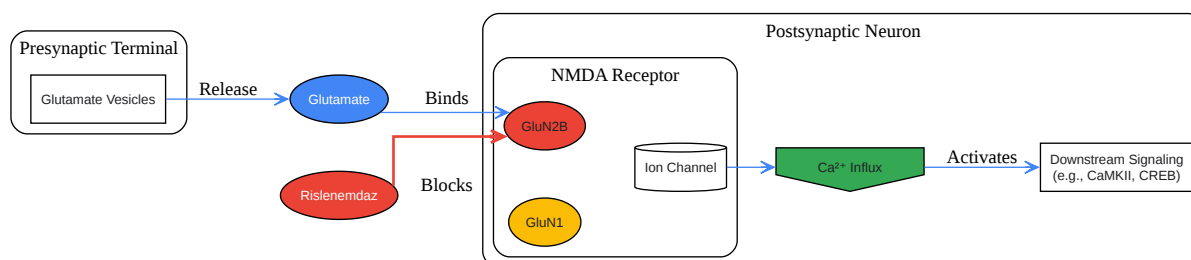 Presynaptic Terminal
Glutamate Vesicles
Release
Glutamate
Rislenemdaz
Binds
Blocks
Postsynaptic Neuron
NMDA Receptor
GluN2B
GluN1
Ion Channel
Ca²⁺ Influx
Activates
Downstream Signaling
(e.g., CaMKII, CREB)